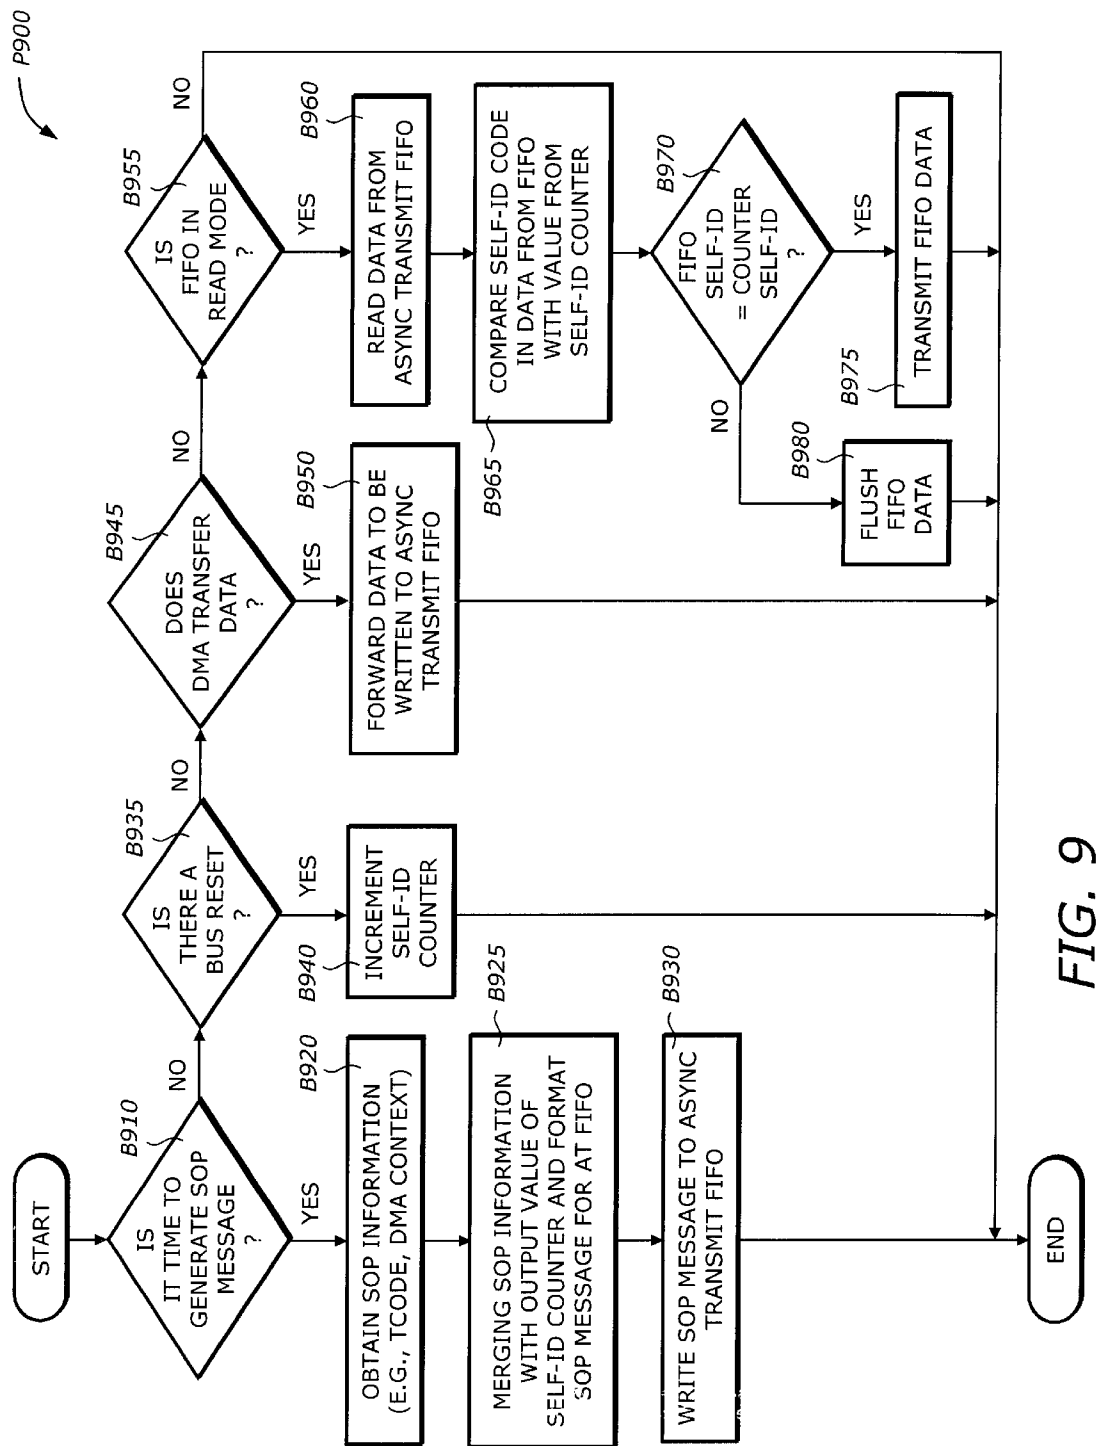 P900
START
B910
IS
IT TIME TO
GENERATE SOP
MESSAGE
?
NO
YES
B920
OBTAIN SOP INFORMATION
(E.G., TCODE, DMA CONTEXT)
B925
MERGING SOP INFORMATION
WITH OUTPUT VALUE OF
SELF-ID COUNTER AND FORMAT
SOP MESSAGE FOR AT FIFO
B930
WRITE SOP MESSAGE TO ASYNC
TRANSMIT FIFO
B935
IS
THERE A
BUS RESET
?
NO
YES
B940
INCREMENT
SELF-ID
COUNTER
B945
DOES
DMA TRANSFER
DATA
?
NO
YES
B950
FORWARD DATA TO BE
WRITTEN TO ASYNC
TRANSMIT FIFO
B955
IS
FIFO IN
READ MODE
?
NO
YES
B960
READ DATA FROM
ASYNC TRANSMIT FIFO
B965
COMPARE SELF-ID CODE
IN DATA FROM FIFO
WITH VALUE FROM
SELF-ID COUNTER
B970
FIFO
SELF-ID
= COUNTER
SELF-ID
?
NO
YES
B975
TRANSMIT FIFO DATA
B980
FLUSH
FIFO
DATA
END
FIG. 9